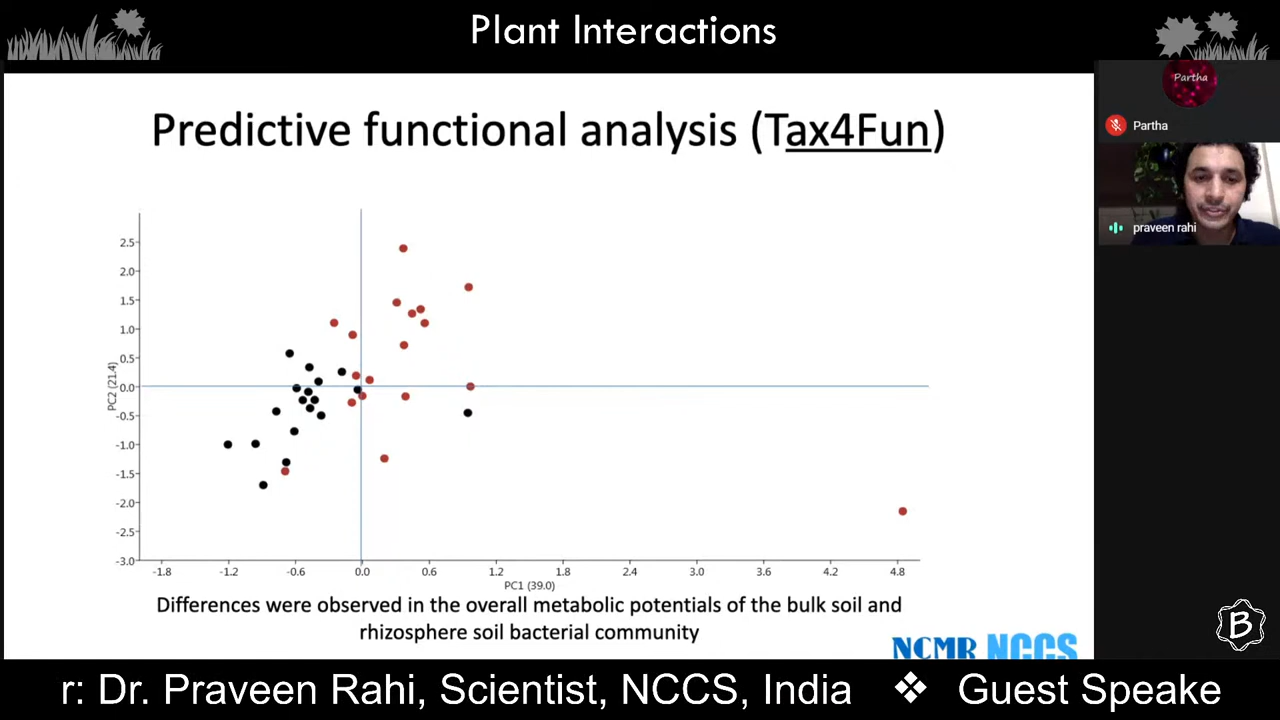 Plant Interactions
Partha
Partha
praveen rahi
Predictive functional analysis (Tax4Fun)
2.5
2.0
1.5
1.0
0.5
0.0
-0.5
-1.0
-1.5
-2.0
-2.5
-3.0
PC2 (21.4)
-1.8 -1.2 -0.6 0.0 0.6 1.2 1.8 2.4 3.0 3.6 4.2 4.8
PC1 (39.0)
Differences were observed in the overall metabolic potentials of the bulk soil and
rhizosphere soil bacterial community
NCMR NCCS
B
r: Dr. Praveen Rahi, Scientist, NCCS, India ❖ Guest Speake